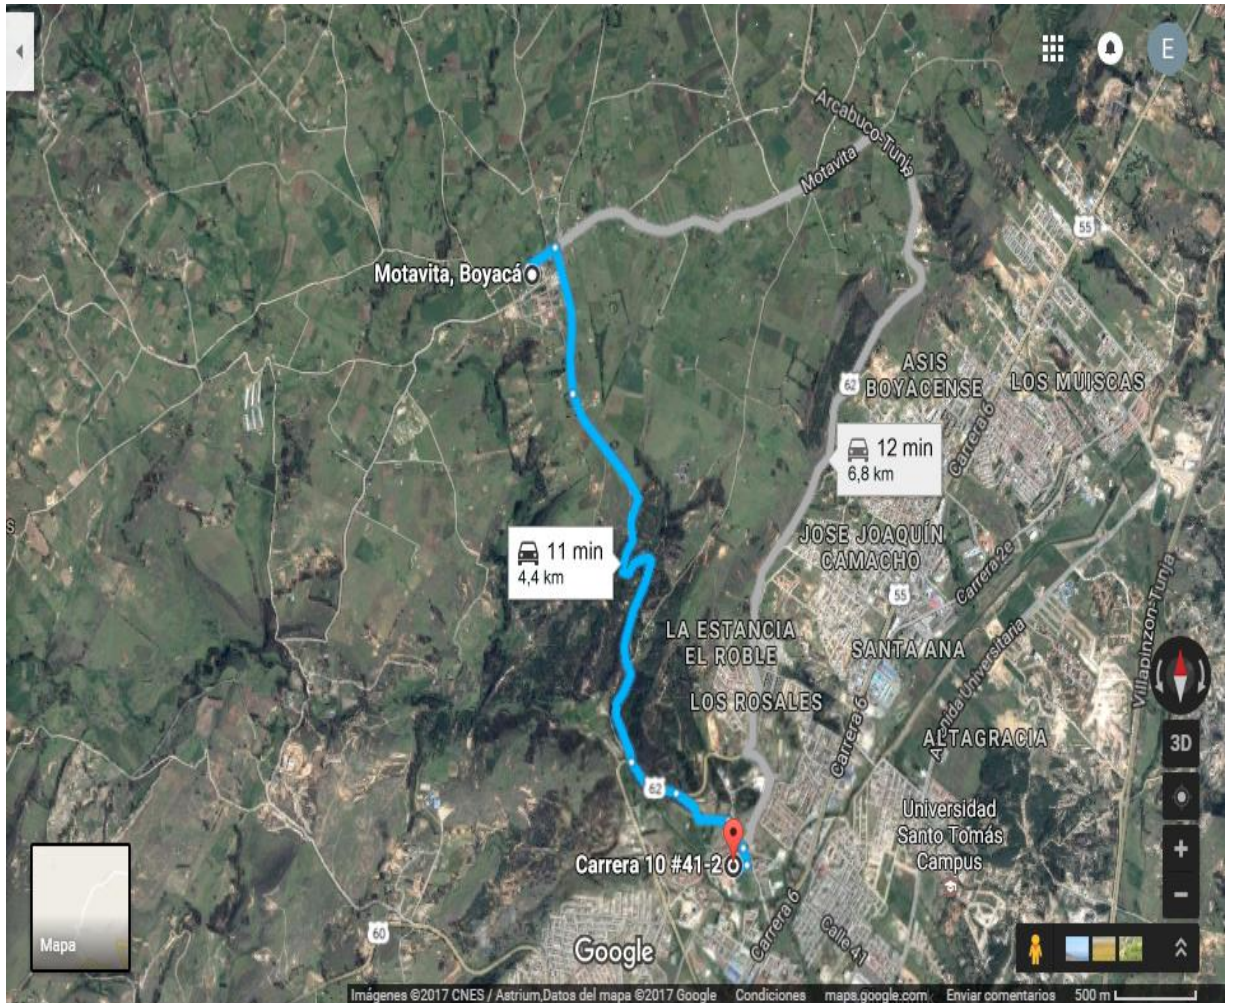 E
Arcabuco-Tunja
Motavita
55
Motavita, Boyacá
ASIS
BOYACENSE
LOS MUISCAS
62
Carrera 6
12 min
6,8 km
S
11 min
4,4 km
JOSE JOAQUÍN
CAMACHO
Carrera 2e
55
Villapinzon-Tunja
LA ESTANCIA
EL ROBLE
SANTA ANA
Avenida Universitaria
LOS ROSALES
Carrera 6
ALTAGRACIA
3D
62
Universidad
Santo Tomás
Campus
Carrera 10 #41-2
+
−
60
Carrera 6
Calle 41
Mapa
Google
Imágenes ©2017 CNES / Astrium,Datos del mapa ©2017 Google Condiciones maps.google.com Enviar comentarios 500 m